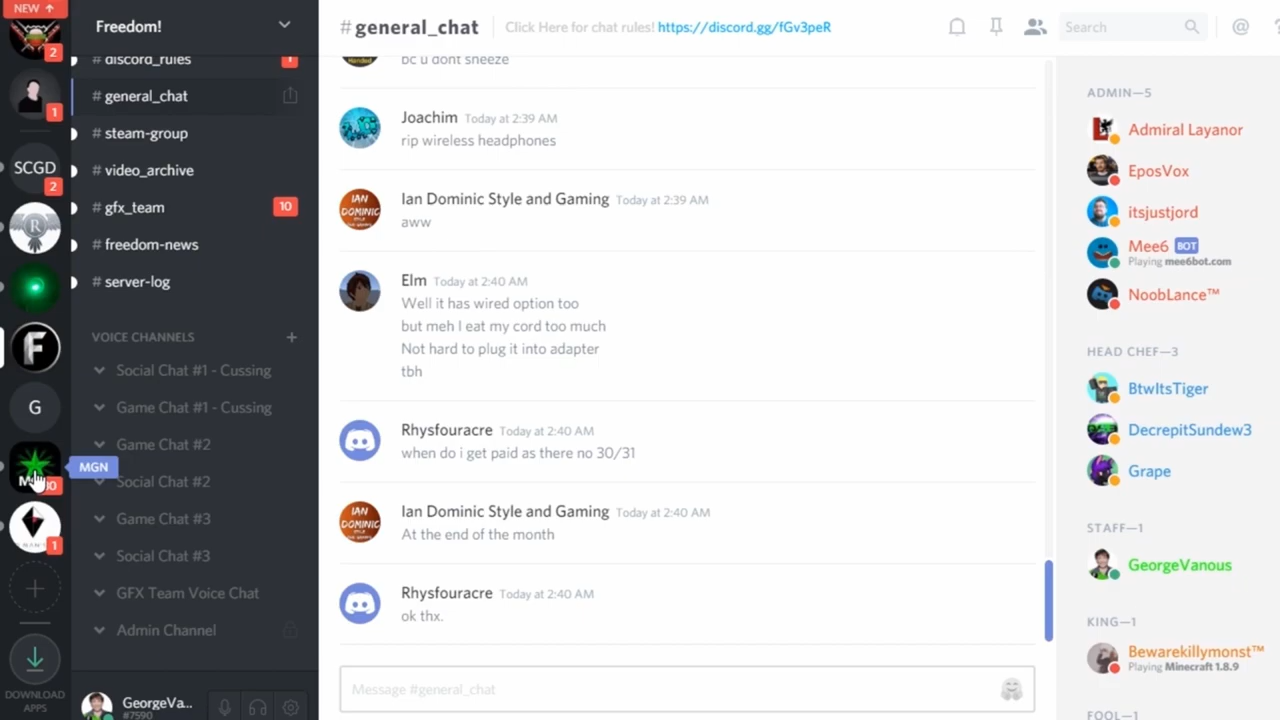 NEW ↑
2
1
SCGD
2
R
F
G
MGN
1
DOWNLOAD
APPS
Freedom!
# discord_rules
1
# general_chat
# steam-group
# video_archive
# gfx_team
10
# freedom-news
# server-log
VOICE CHANNELS
Social Chat #1 - Cussing
Game Chat #1 - Cussing
Game Chat #2
Social Chat #2
Game Chat #3
Social Chat #3
GFX Team Voice Chat
Admin Channel
GeorgeVa...
#7590
#general_chat
Click Here for chat rules! https://discord.gg/fGv3peR
Search
@
bc u dont sneeze
Joachim Today at 2:39 AM
rip wireless headphones
IAN
DOMINIC
Ian Dominic Style and Gaming Today at 2:39 AM
aww
Elm Today at 2:40 AM
Well it has wired option too
but meh I eat my cord too much
Not hard to plug it into adapter
tbh
Rhysfouracre Today at 2:40 AM
when do i get paid as there no 30/31
IAN
DOMINIC
Ian Dominic Style and Gaming Today at 2:40 AM
At the end of the month
Rhysfouracre Today at 2:40 AM
ok thx.
Message #general_chat
ADMIN—5
Admiral Layanor
EposVox
itsjustjord
Mee6 BOT
Playing mee6bot.com
NoobLance™
HEAD CHEF—3
BtwItsTiger
DecrepitSundew3
Grape
STAFF—1
GeorgeVanous
KING—1
Bewarekillymonst™
Playing Minecraft 1.8.9
FOOL—1